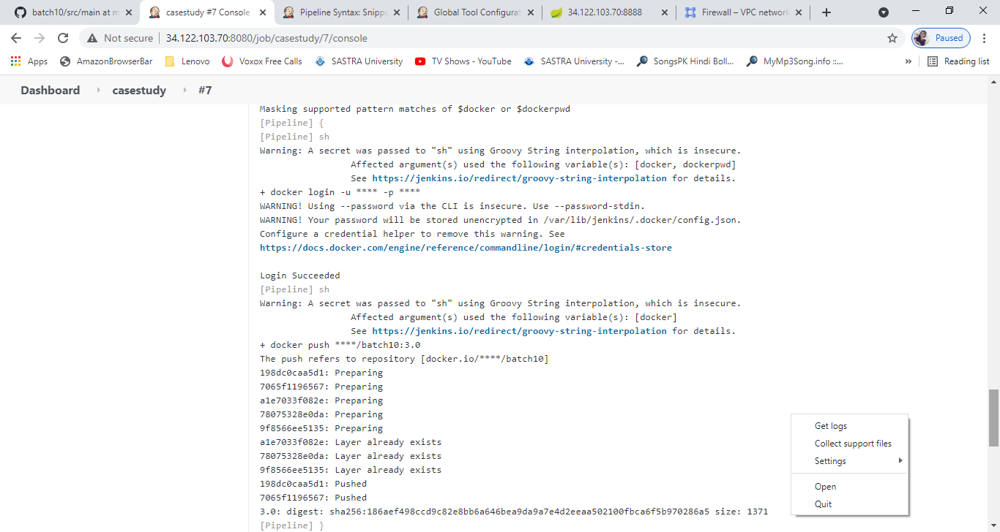 batch10/src/main at m
casestudy #7 Console
Pipeline Syntax: Snipp
Global Tool Configurat
34.122.103.70:8888
Firewall – VPC network
Not secure
34.122.103.70:8080/job/casestudy/7/console
Paused
Apps
AmazonBrowserBar
Lenovo
Voxox Free Calls
SASTRA University
TV Shows - YouTube
SASTRA University -...
SongsPK Hindi Boll...
MyMp3Song.info ::...
»
Reading list
Dashboard
casestudy
#7
Masking supported pattern matches of $docker or $dockerpwd
[Pipeline] {
[Pipeline] sh
Warning: A secret was passed to "sh" using Groovy String interpolation, which is insecure.
Affected argument(s) used the following variable(s): [docker, dockerpwd]
See https://jenkins.io/redirect/groovy-string-interpolation for details.
+ docker login -u **** -p ****
WARNING! Using --password via the CLI is insecure. Use --password-stdin.
WARNING! Your password will be stored unencrypted in /var/lib/jenkins/.docker/config.json.
Configure a credential helper to remove this warning. See
https://docs.docker.com/engine/reference/commandline/login/#credentials-store
Login Succeeded
[Pipeline] sh
Warning: A secret was passed to "sh" using Groovy String interpolation, which is insecure.
Affected argument(s) used the following variable(s): [docker]
See https://jenkins.io/redirect/groovy-string-interpolation for details.
+ docker push ****/batch10:3.0
The push refers to repository [docker.io/****/batch10]
198dc0caa5d1: Preparing
7065f1196567: Preparing
a1e7033f082e: Preparing
78075328e0da: Preparing
9f8566ee5135: Preparing
a1e7033f082e: Layer already exists
78075328e0da: Layer already exists
9f8566ee5135: Layer already exists
198dc0caa5d1: Pushed
7065f1196567: Pushed
3.0: digest: sha256:186aef498ccd9c82e8bb6a646bea9da9a7e4d2eeaa502100fbca6f5b970286a5 size: 1371
[Pipeline] }
Get logs
Collect support files
Settings
Open
Quit